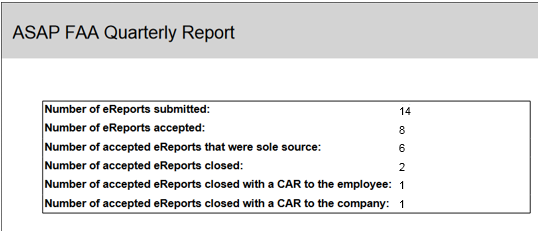 ASAP FAA Quarterly Report
Number of eReports submitted: 14
Number of eReports accepted: 8
Number of accepted eReports that were sole source: 6
Number of accepted eReports closed: 2
Number of accepted eReports closed with a CAR to the employee: 1
Number of accepted eReports closed with a CAR to the company: 1